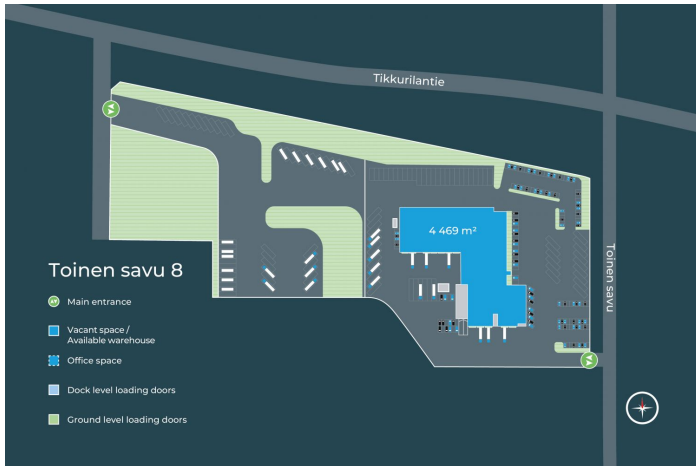 Tikkurilantie
4 469 m²
Toinen savu
Toinen savu 8
Main entrance
Vacant space /
Available warehouse
Office space
Dock level loading doors
Ground level loading doors